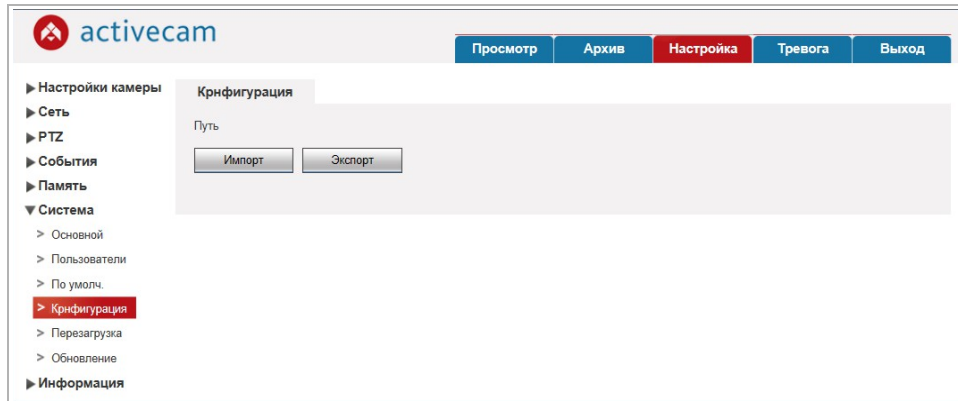 activecam
Просмотр Архив Настройка Тревога Выход
Настройки камеры
Сеть
PTZ
События
Память
Система
> Основной
> Пользователи
> По умолч.
> Крнфигурация
> Перезагрузка
> Обновление
Информация
Крнфигурация
Путь
Импорт Экспорт